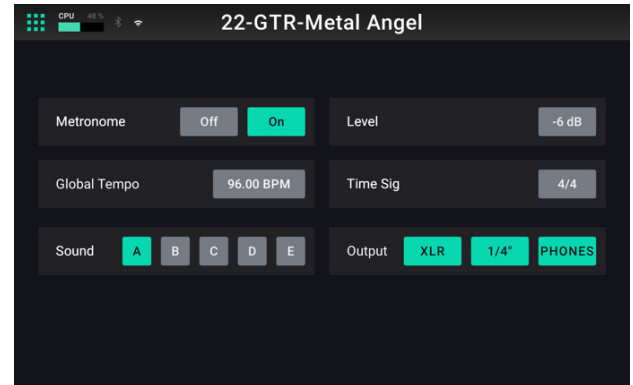 CPU 48 % 22-GTR-Metal Angel
Metronome Off On Level -6 dB
Global Tempo 96.00 BPM Time Sig 4/4
Sound A B C D E Output XLR 1/4" PHONES